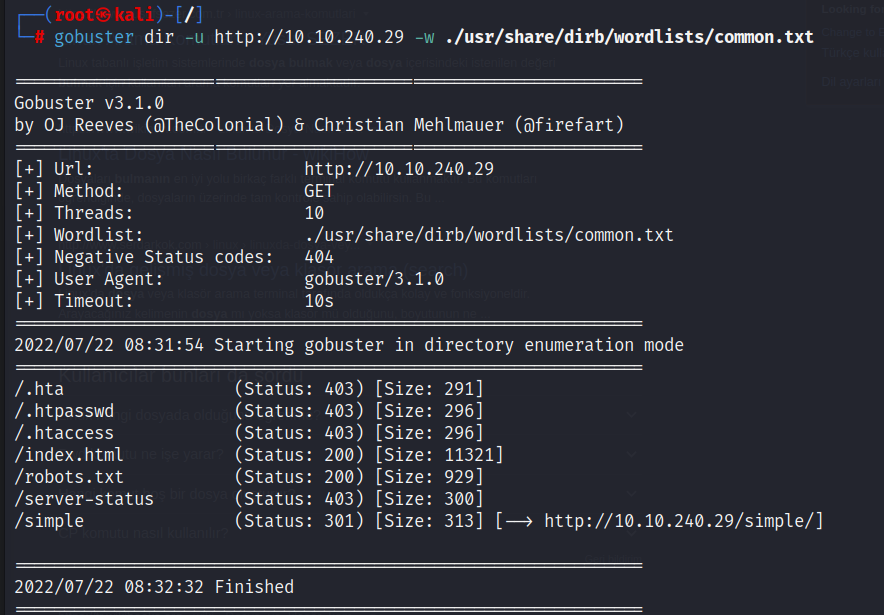 ┌──(root㉿kali)-[/]
└─# gobuster dir -u http://10.10.240.29 -w ./usr/share/dirb/wordlists/common.txt
===============================================================
Gobuster v3.1.0
by OJ Reeves (@TheColonial) & Christian Mehlmauer (@firefart)
===============================================================
[+] Url:                     http://10.10.240.29
[+] Method:                  GET
[+] Threads:                 10
[+] Wordlist:                ./usr/share/dirb/wordlists/common.txt
[+] Negative Status codes:   404
[+] User Agent:              gobuster/3.1.0
[+] Timeout:                 10s
===============================================================
2022/07/22 08:31:54 Starting gobuster in directory enumeration mode
===============================================================
/.hta                 (Status: 403) [Size: 291]
/.htpasswd            (Status: 403) [Size: 296]
/.htaccess            (Status: 403) [Size: 296]
/index.html           (Status: 200) [Size: 11321]
/robots.txt           (Status: 200) [Size: 929]
/server-status        (Status: 403) [Size: 300]
/simple               (Status: 301) [Size: 313] [--> http://10.10.240.29/simple/]
===============================================================
2022/07/22 08:32:32 Finished
===============================================================